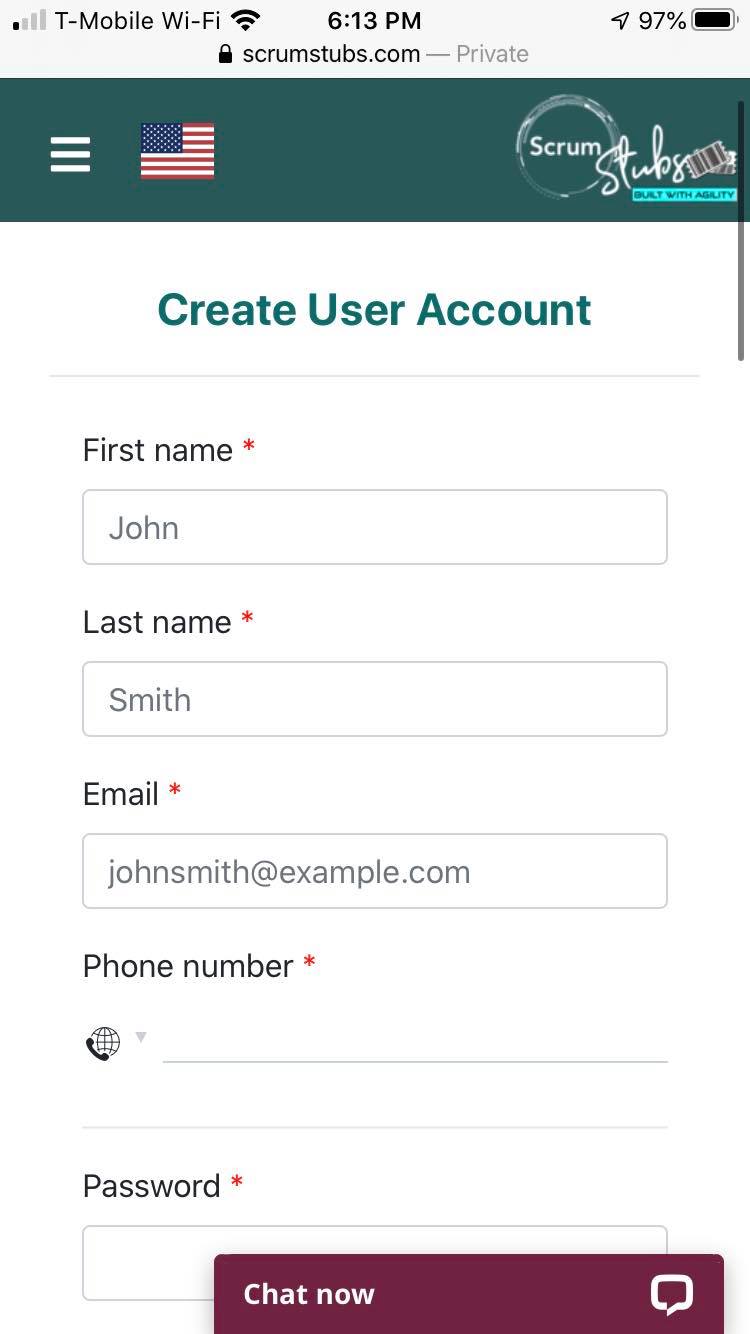 T-Mobile Wi-Fi 6:13 PM 97%
scrumstubs.com — Private
Scrum Stubs
BUILT WITH AGILITY
Create User Account
First name *
John
Last name *
Smith
Email *
johnsmith@example.com
Phone number *
Password *
Chat now